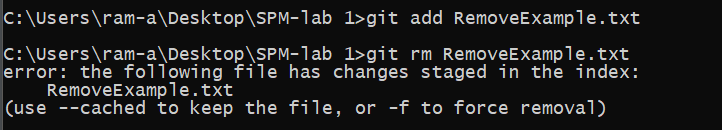 C:\Users\ram-a\Desktop\SPM-lab 1>git add RemoveExample.txt
C:\Users\ram-a\Desktop\SPM-lab 1>git rm RemoveExample.txt
error: the following file has changes staged in the index:
    RemoveExample.txt
(use --cached to keep the file, or -f to force removal)